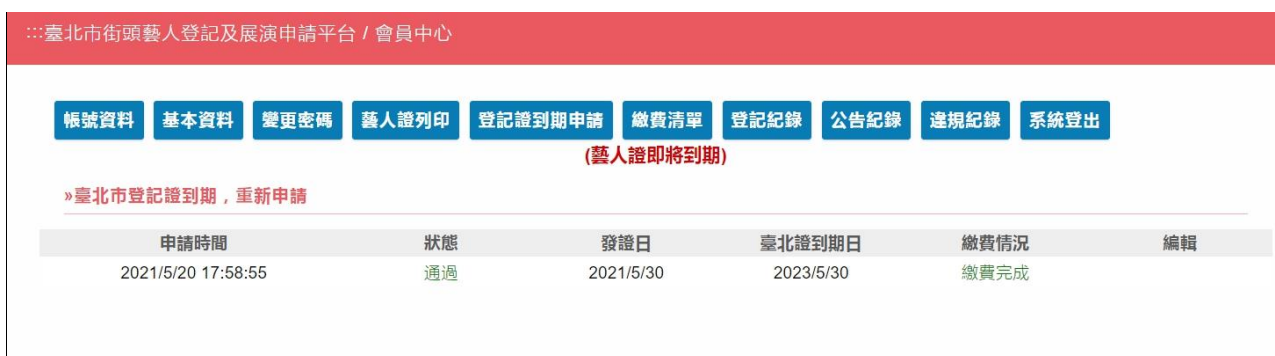 :::臺北市街頭藝人登記及展演申請平台 / 會員中心
帳號資料 基本資料 變更密碼 藝人證列印 登記證到期申請 繳費清單 登記紀錄 公告紀錄 違規紀錄 系統登出
(藝人證即將到期)
»臺北市登記證到期，重新申請
申請時間 狀態 發證日 臺北證到期日 繳費情況 編輯
2021/5/20 17:58:55 通過 2021/5/30 2023/5/30 繳費完成